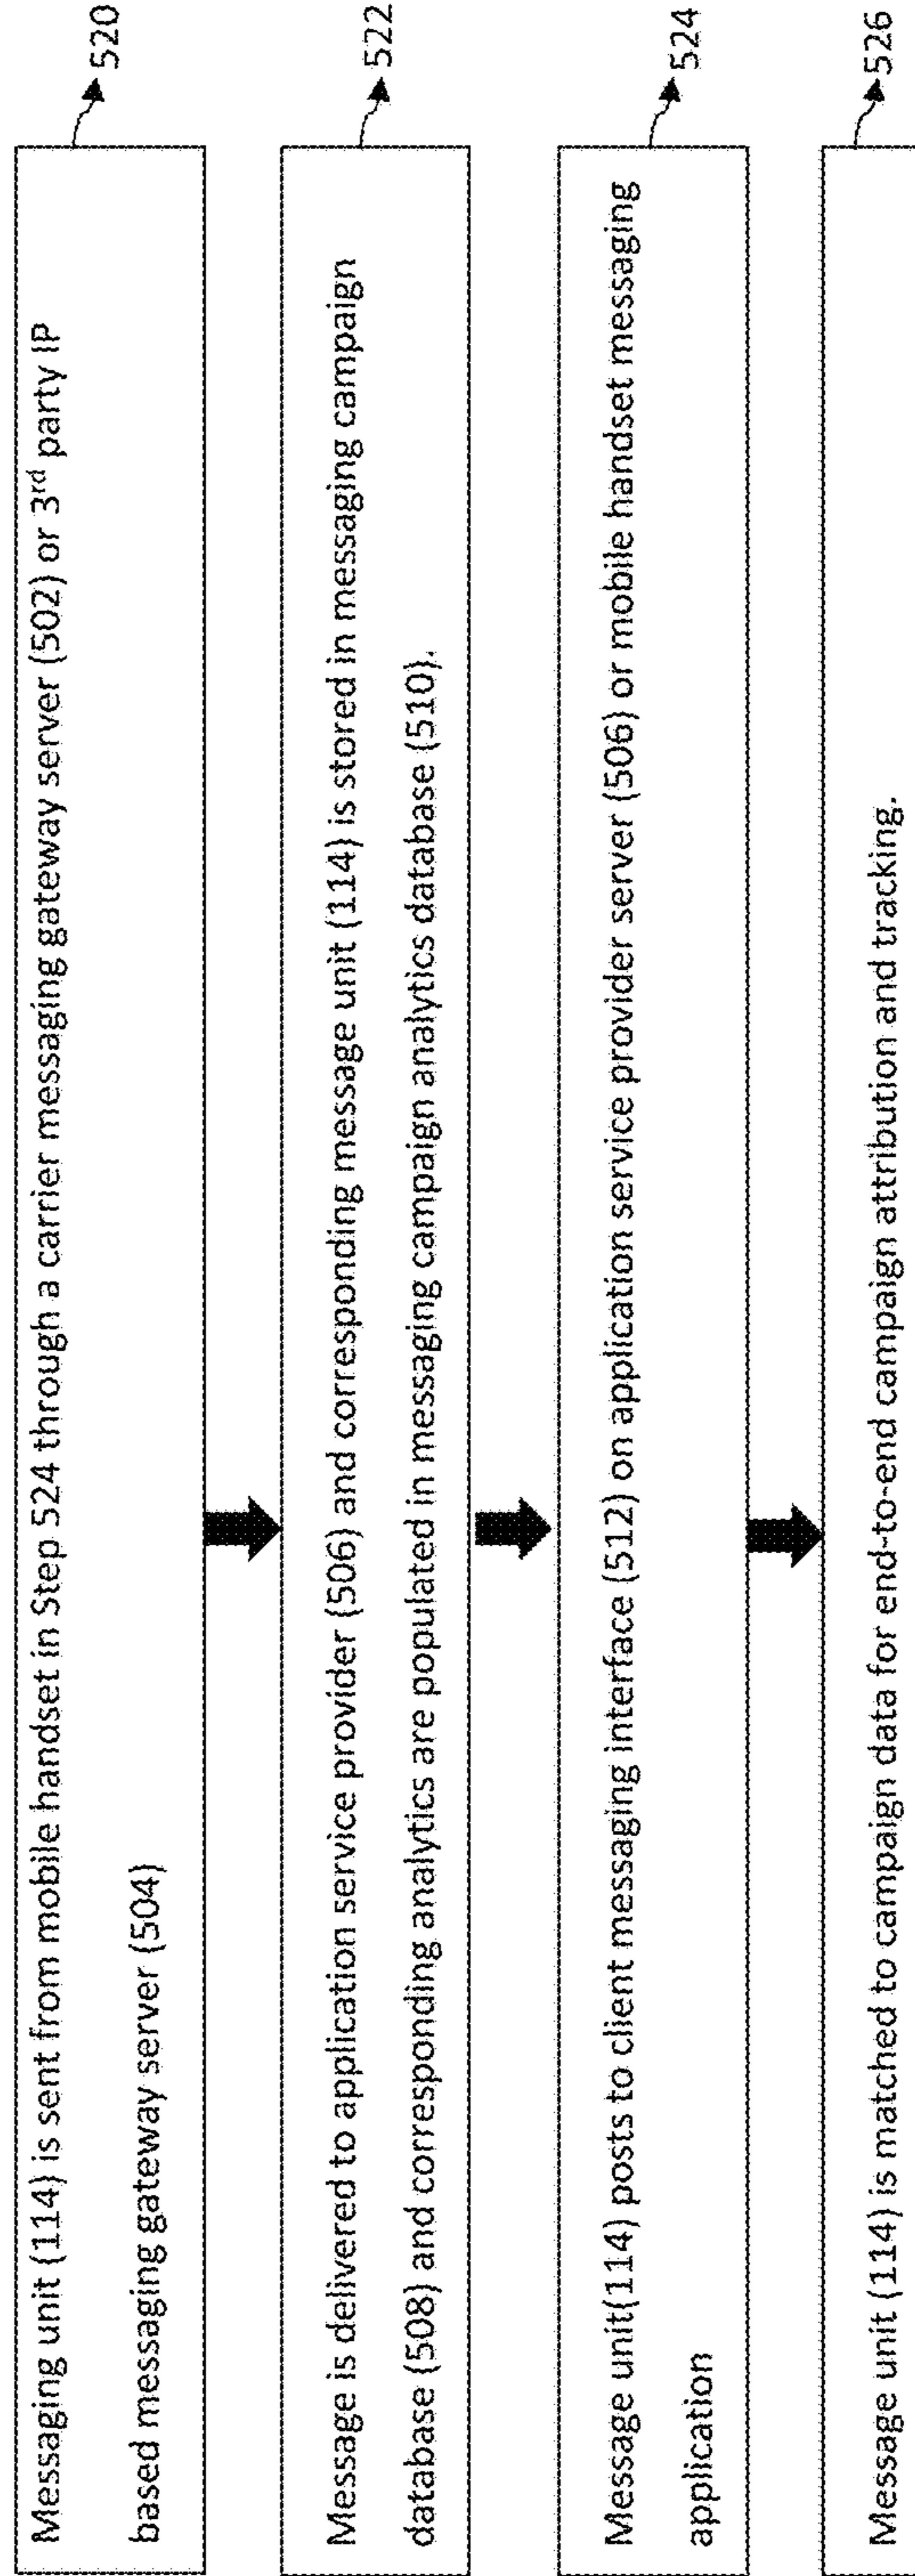 Messaging unit (114) is sent from mobile handset in Step 524 through a carrier messaging gateway server (502) or 3rd party IP
based messaging gateway server (504)
520
Message is delivered to application service provider (506) and corresponding message unit (114) is stored in messaging campaign
database (508) and corresponding analytics are populated in messaging campaign analytics database (510).
522
Message unit(114) posts to client messaging interface (512) on application service provider server (506) or mobile handset messaging
application
524
Message unit (114) is matched to campaign data for end-to-end campaign attribution and tracking.
526